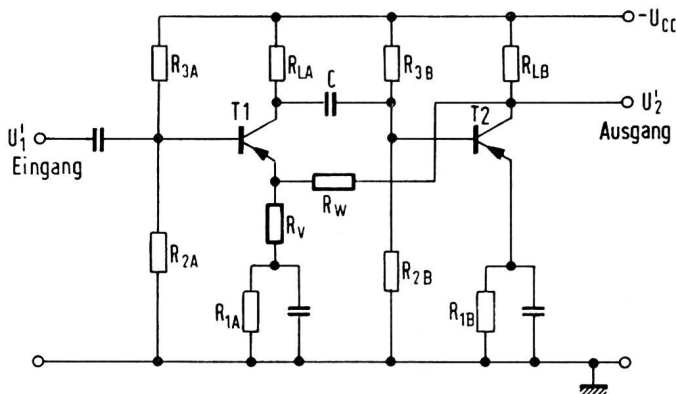 -U_CC
R_3A
R_LA
C
R_3B
R_LB
U'_1
Eingang
T1
T2
U'_2
Ausgang
R_W
R_V
R_2A
R_2B
R_1A
R_1B